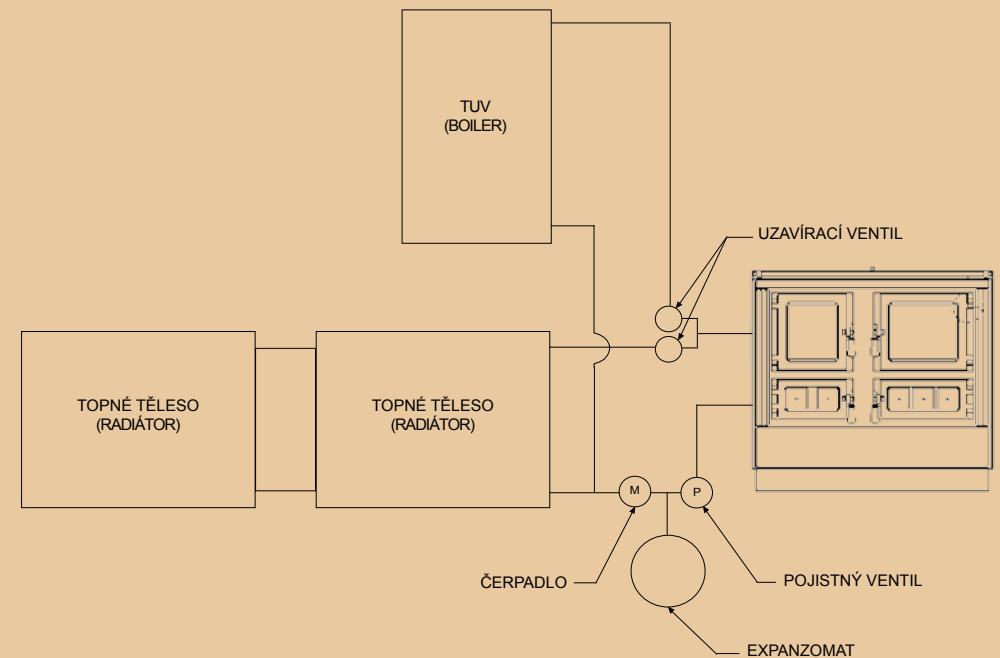 TUV
(BOILER)
UZAVÍRACÍ VENTIL
TOPNÉ TĚLESO
(RADIÁTOR)
TOPNÉ TĚLESO
(RADIÁTOR)
M
P
ČERPADLO
POJISTNÝ VENTIL
EXPANZOMAT